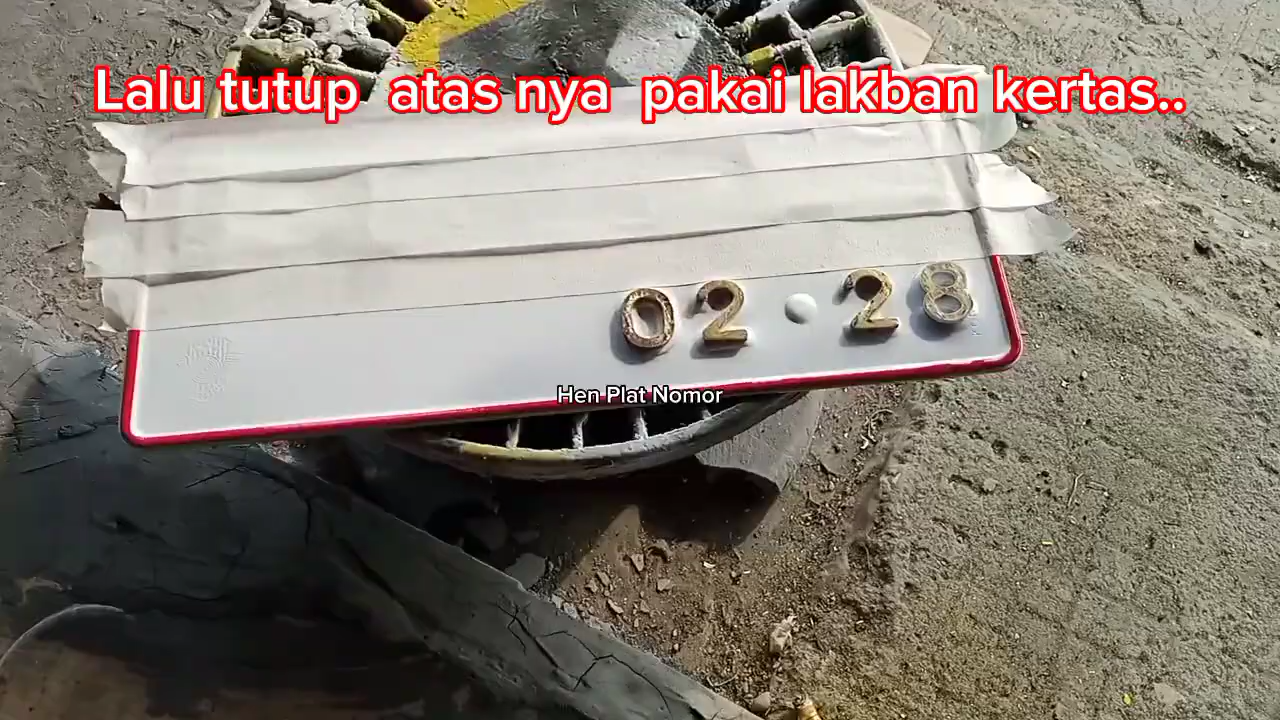 Lalu tutup atas nya pakai lakban kertas..
02 • 28
Hen Plat Nomor